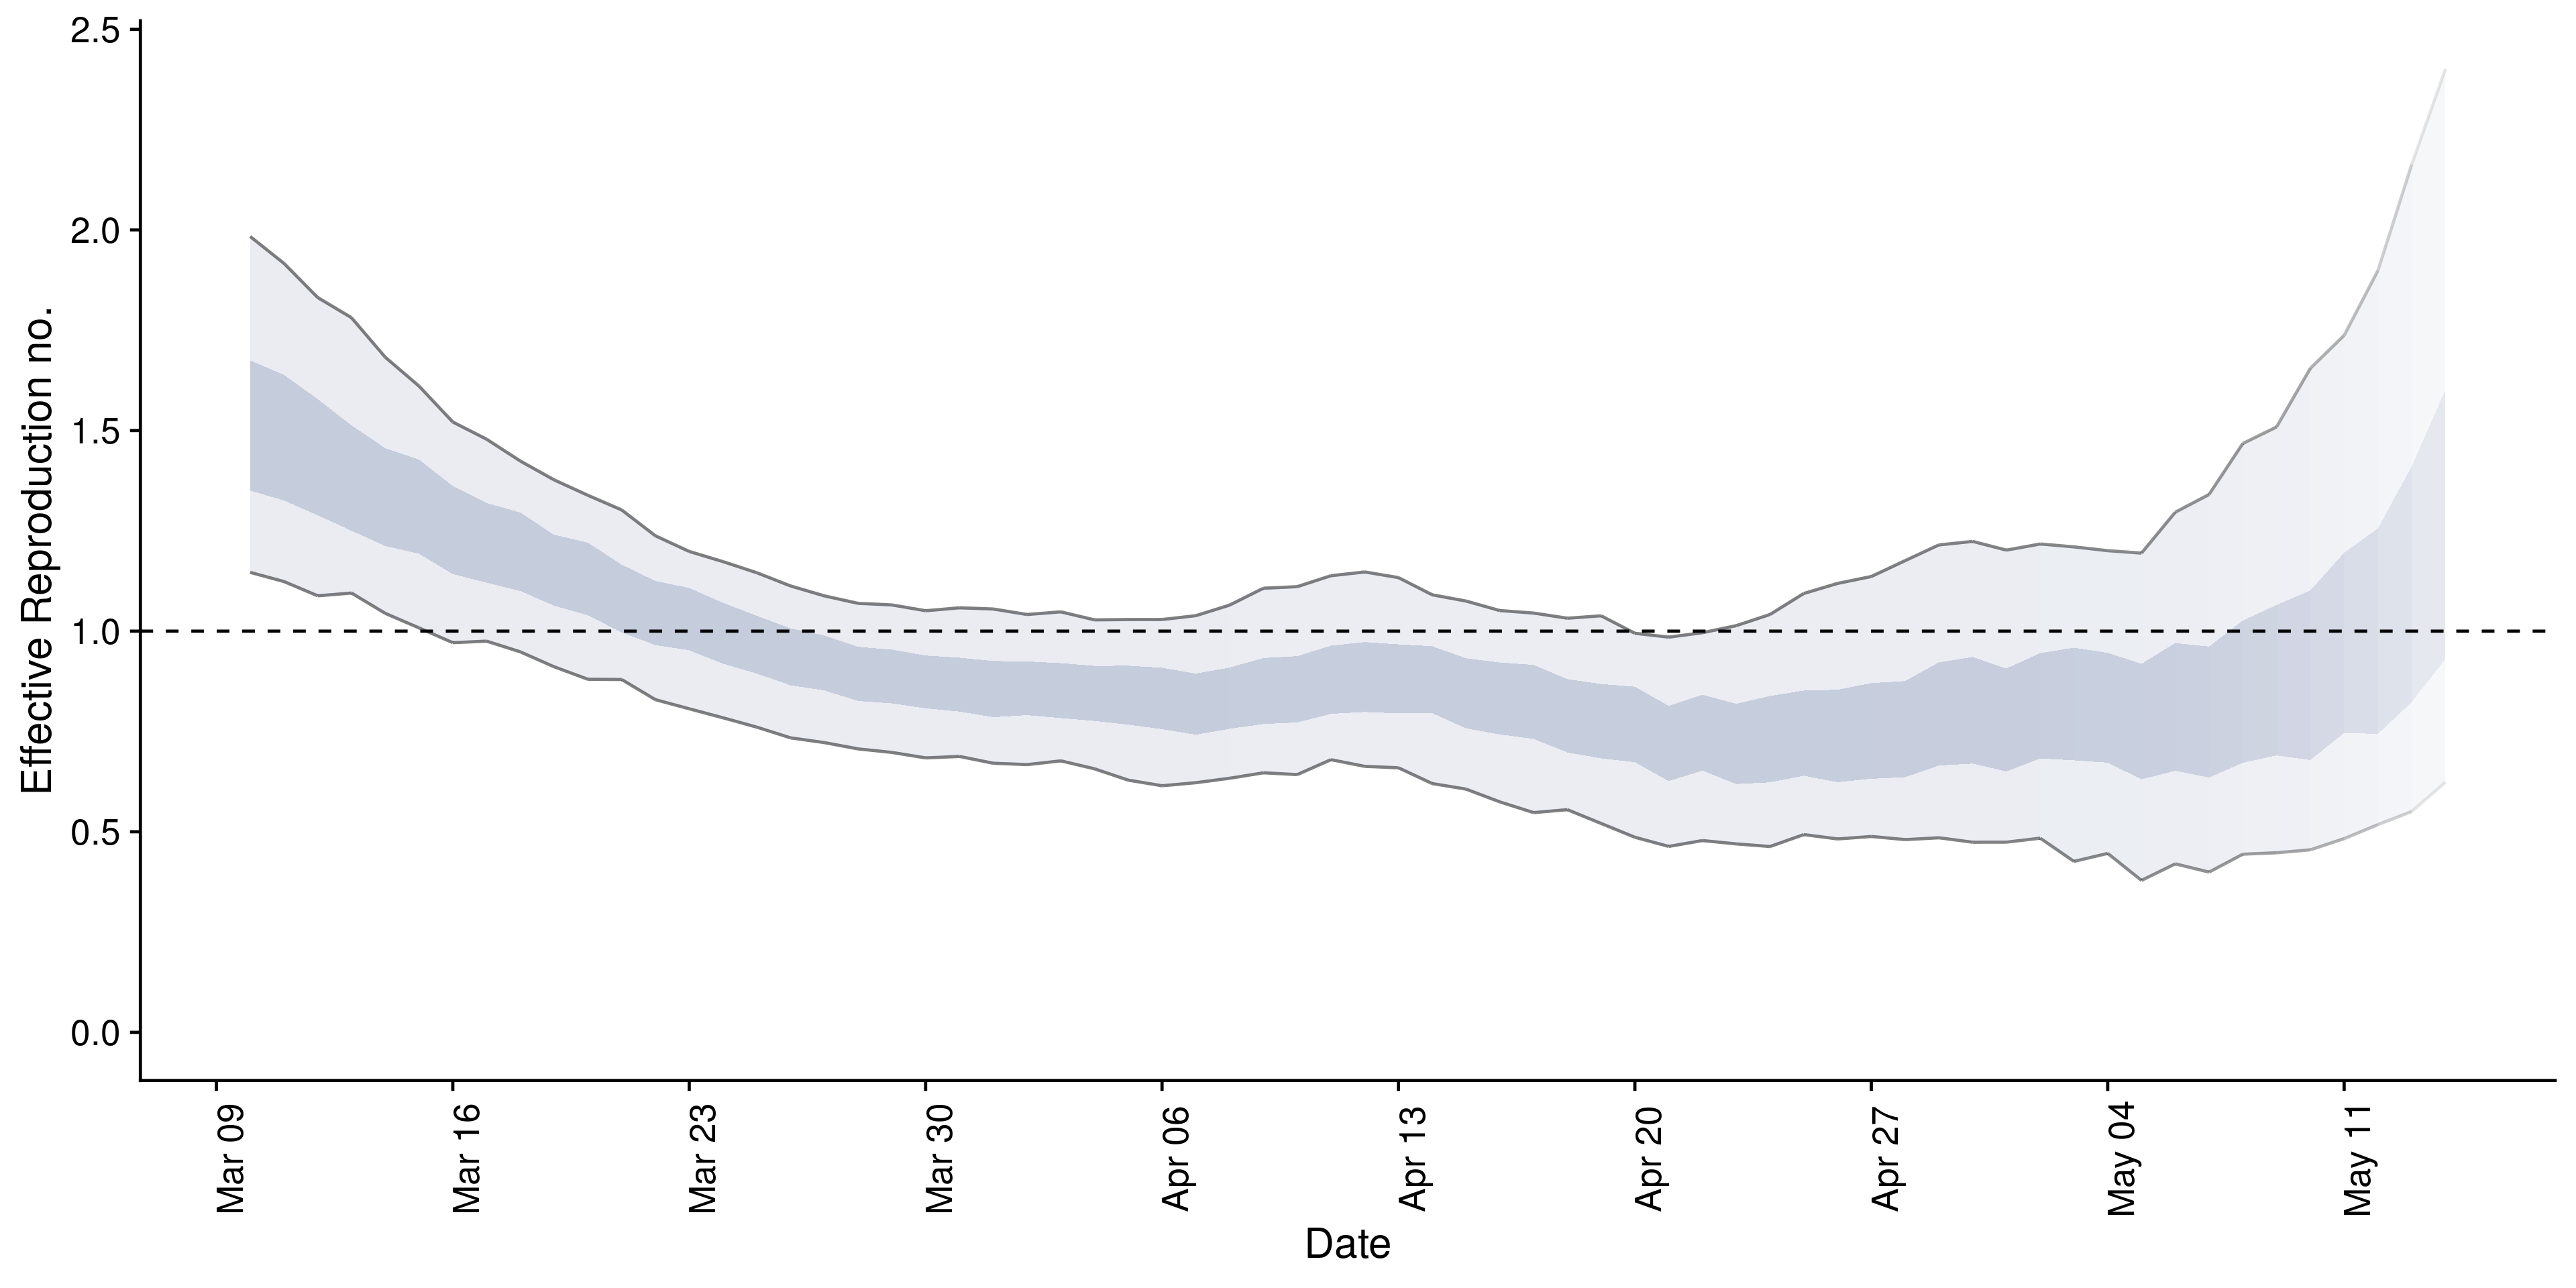 Effective Reproduction no.
2.5
2.0
1.5
1.0
0.5
0.0
Mar 09
Mar 16
Mar 23
Mar 30
Apr 06
Apr 13
Apr 20
Apr 27
May 04
May 11
Date